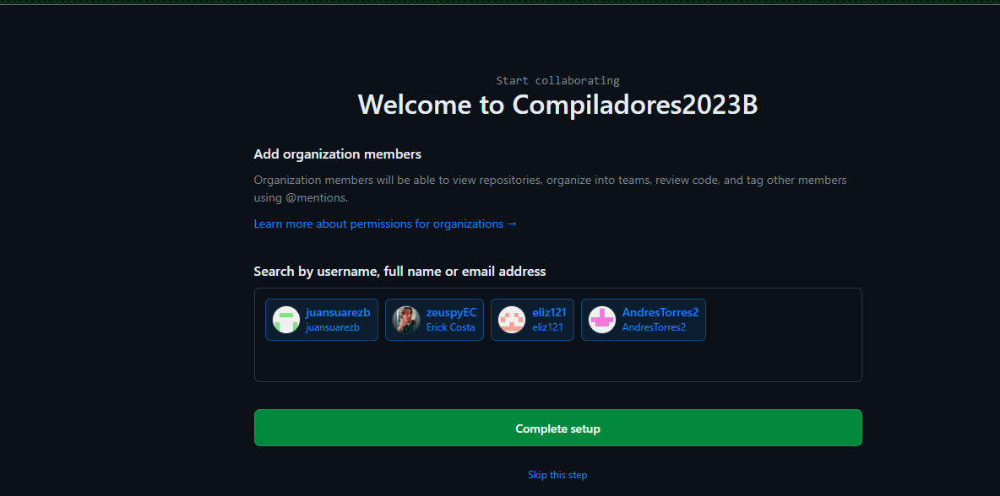 Start collaborating
Welcome to Compiladores2023B
Add organization members
Organization members will be able to view repositories, organize into teams, review code, and tag other members
using @mentions.
Learn more about permissions for organizations →
Search by username, full name or email address
juansuarezb zeuspyEC eliz121 AndresTorres2
juansuarezb Erick Costa eliz121 AndresTorres2
Complete setup
Skip this step